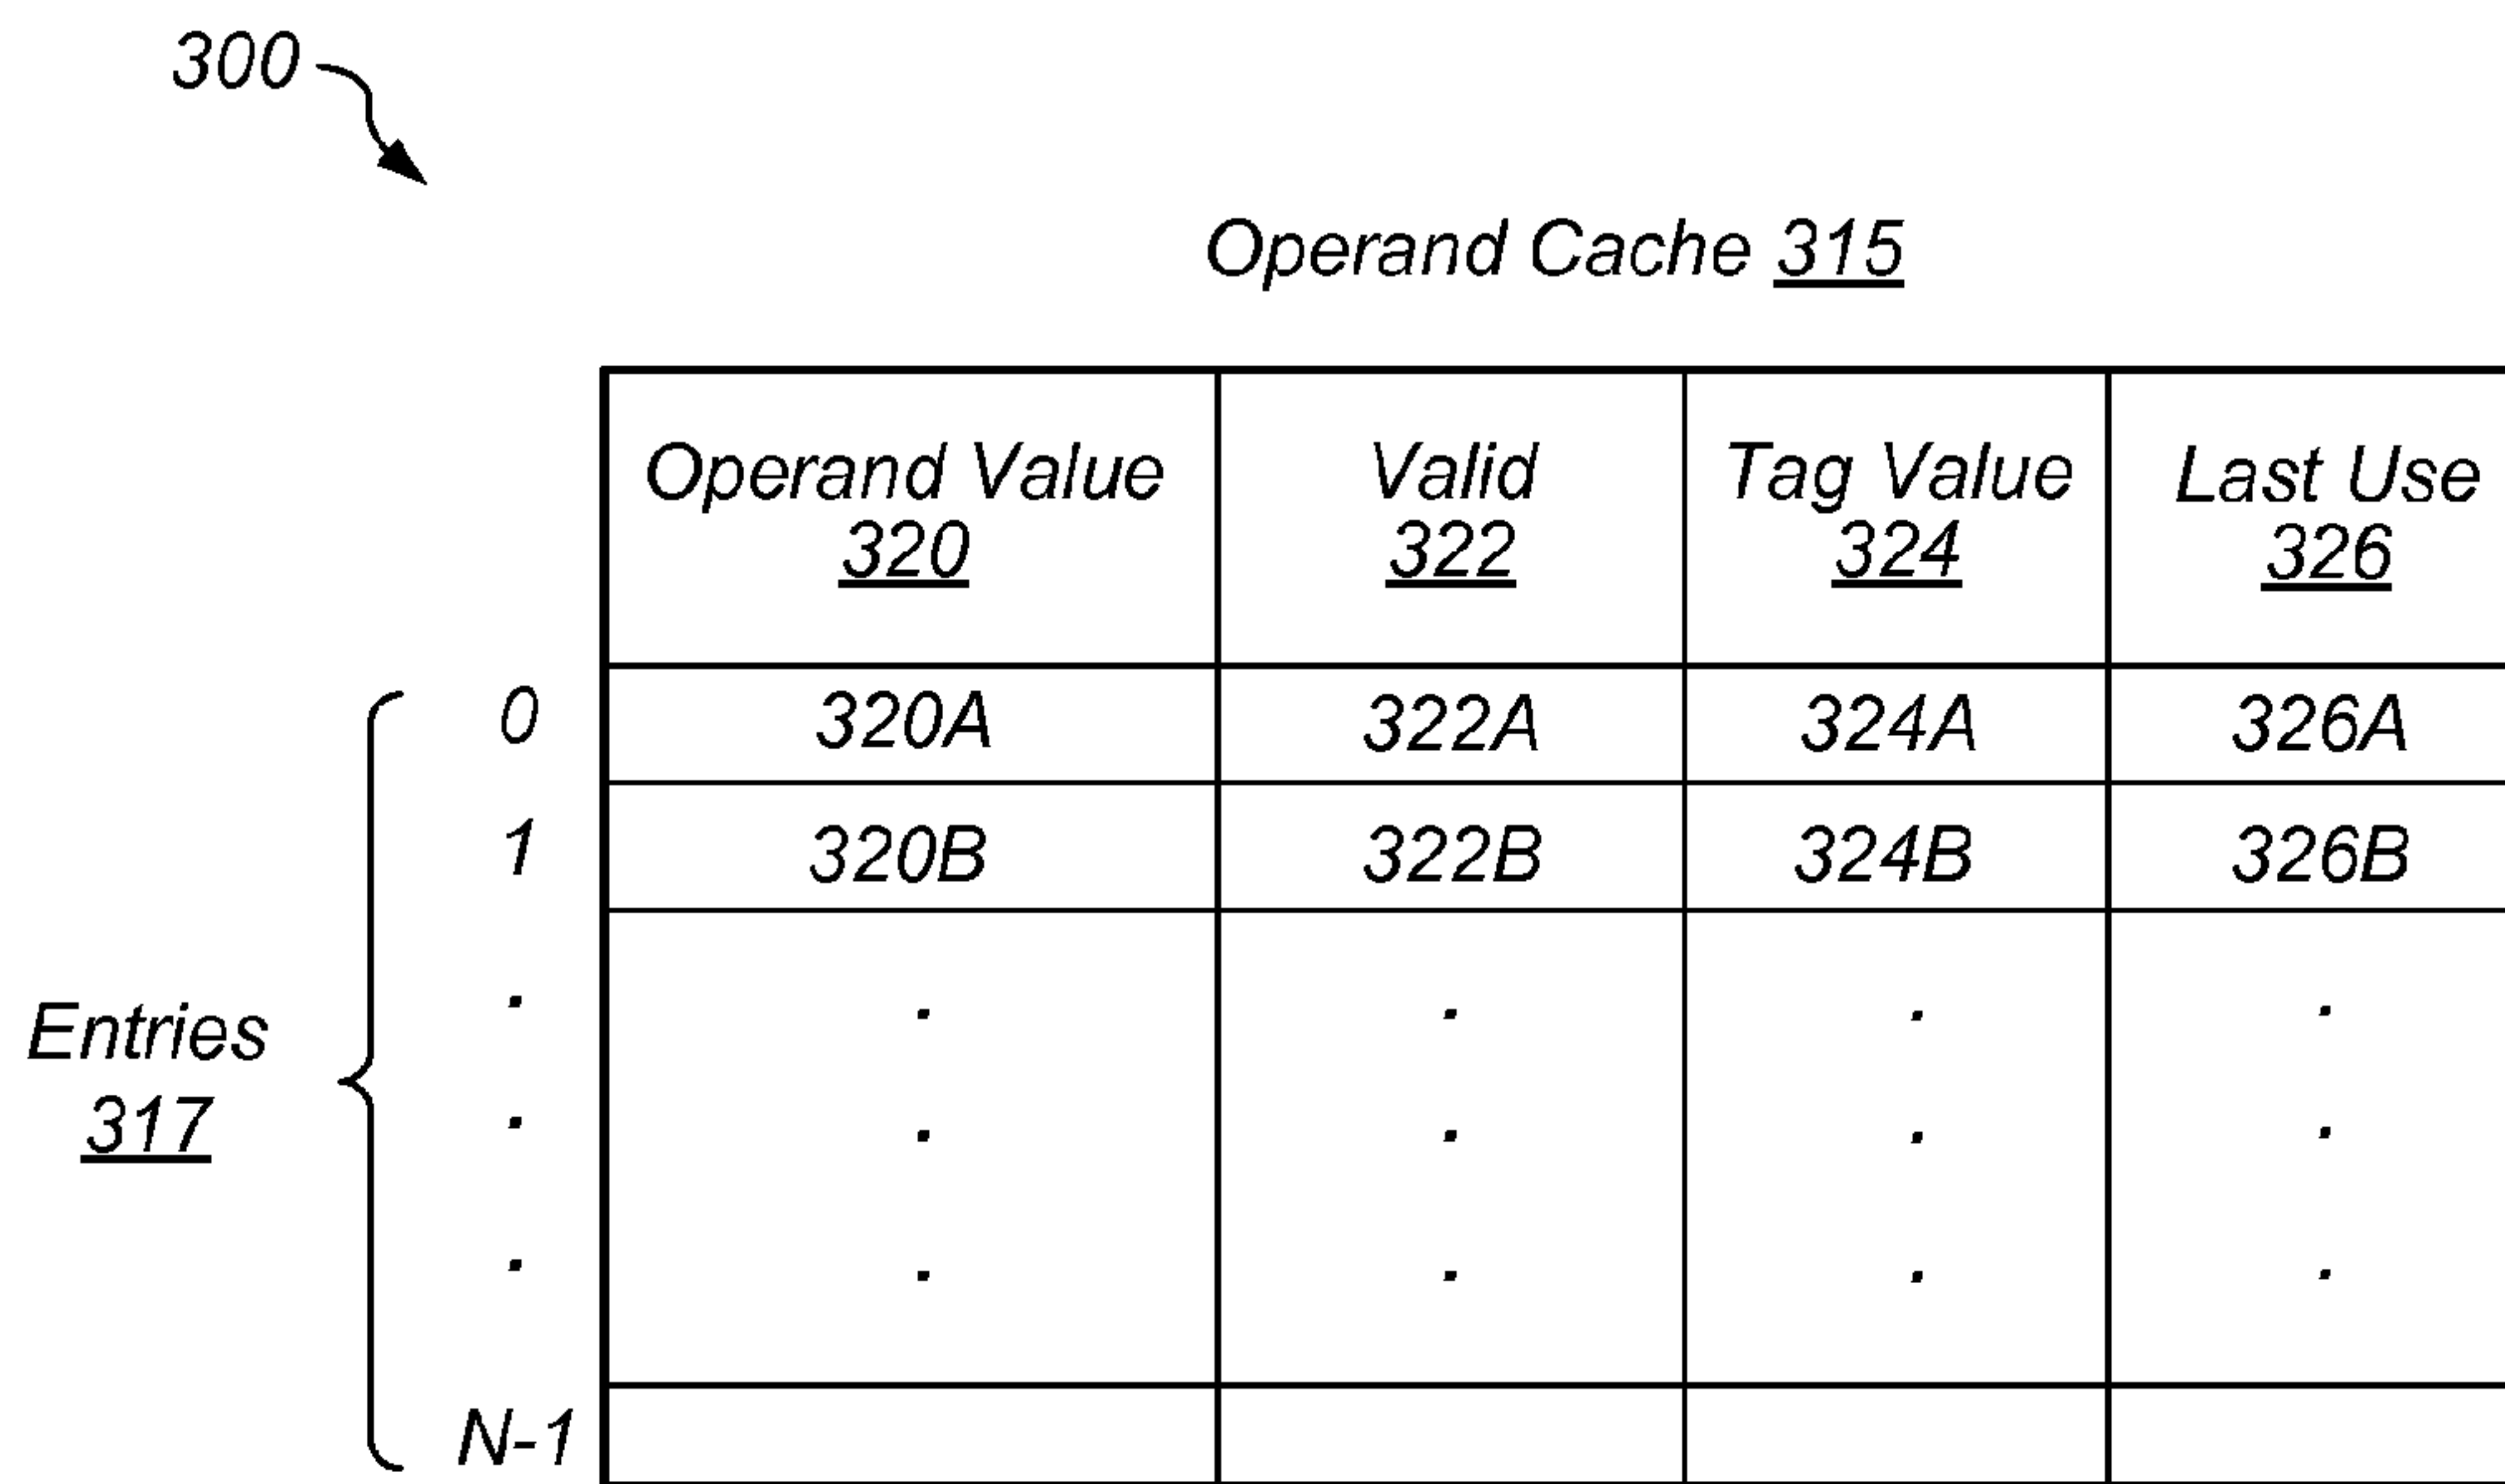 300
Operand Cache 315
Operand Value Valid Tag Value Last Use
320 322 324 326
0 320A 322A 324A 326A
1 320B 322B 324B 326B
. . . . .
Entries
. . . . .
317
. . . . .
N-1